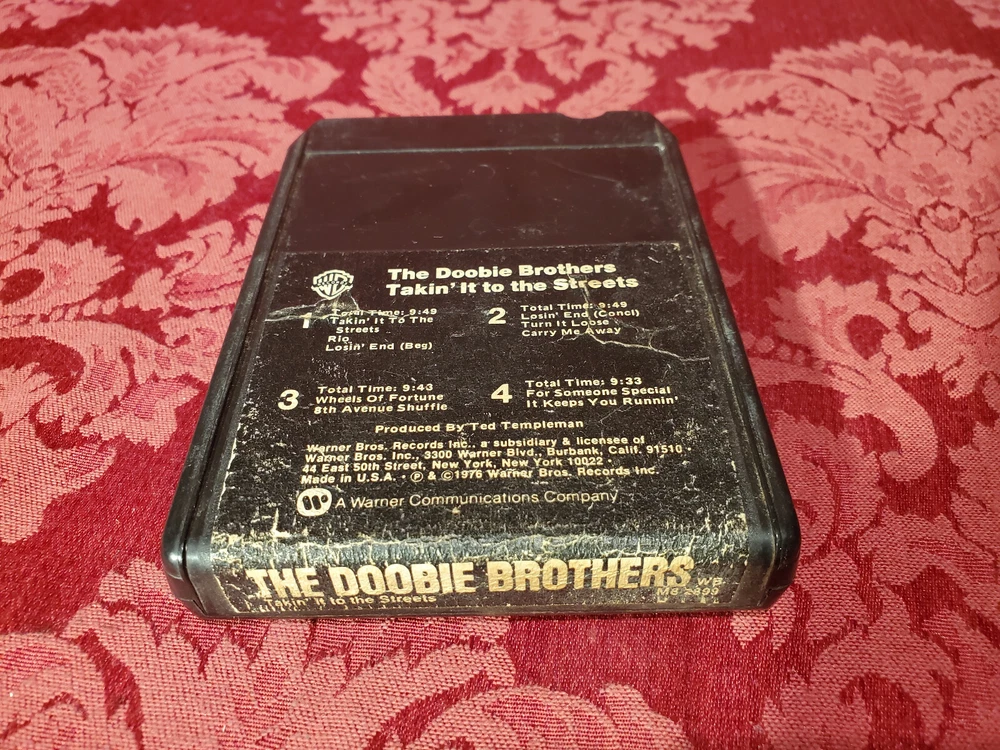 The Doobie Brothers
Takin' It to the Streets
1 Total Time: 9:49
Takin' It To The
Streets
Rio
Losin' End (Beg)
2 Total Time: 9:49
Losin' End (Concl)
Turn It Loose
Carry Me Away
3 Total Time: 9:43
Wheels Of Fortune
8th Avenue Shuffle
4 Total Time: 9:33
For Someone Special
It Keeps You Runnin'
Produced By Ted Templeman
Warner Bros. Records Inc., a subsidiary & licensee of
Warner Bros. Inc., 3300 Warner Blvd., Burbank, Calif. 91510 •
44 East 50th Street, New York, New York 10022 •
Made in U.S.A. • ℗ & ©1976 Warner Bros. Records Inc.
A Warner Communications Company
THE DOOBIE BROTHERS
Takin' It to the Streets
WB
M8 2899